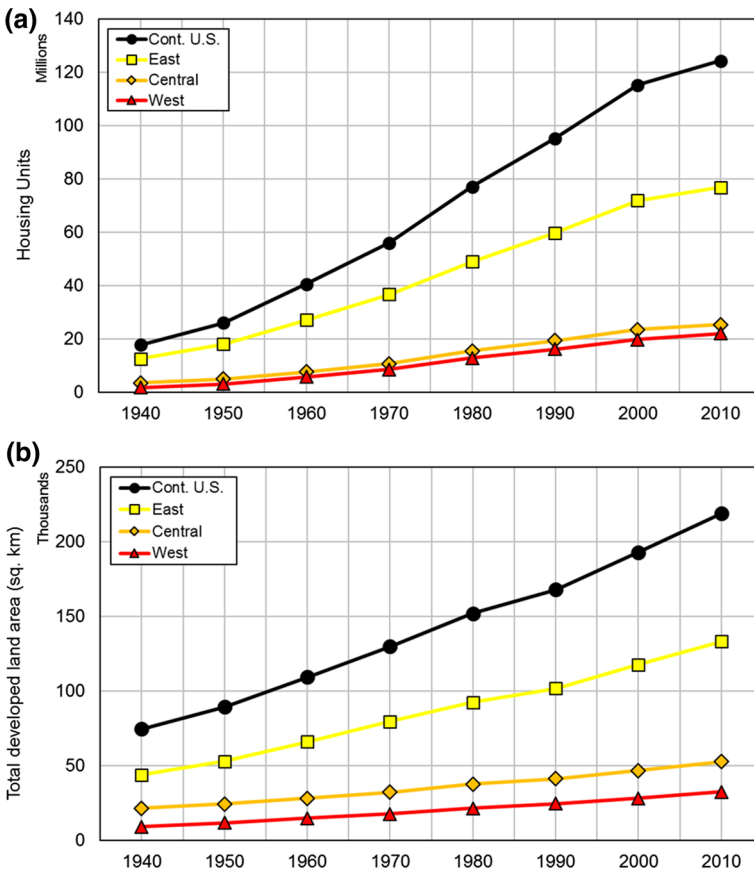 (a)
140
120
100
80
60
40
20
0
Millions
Housing Units
Cont. U.S.
East
Central
West
1940 1950 1960 1970 1980 1990 2000 2010
(b)
250
200
150
100
50
0
Thousands
Total developed land area (sq. km)
Cont. U.S.
East
Central
West
1940 1950 1960 1970 1980 1990 2000 2010